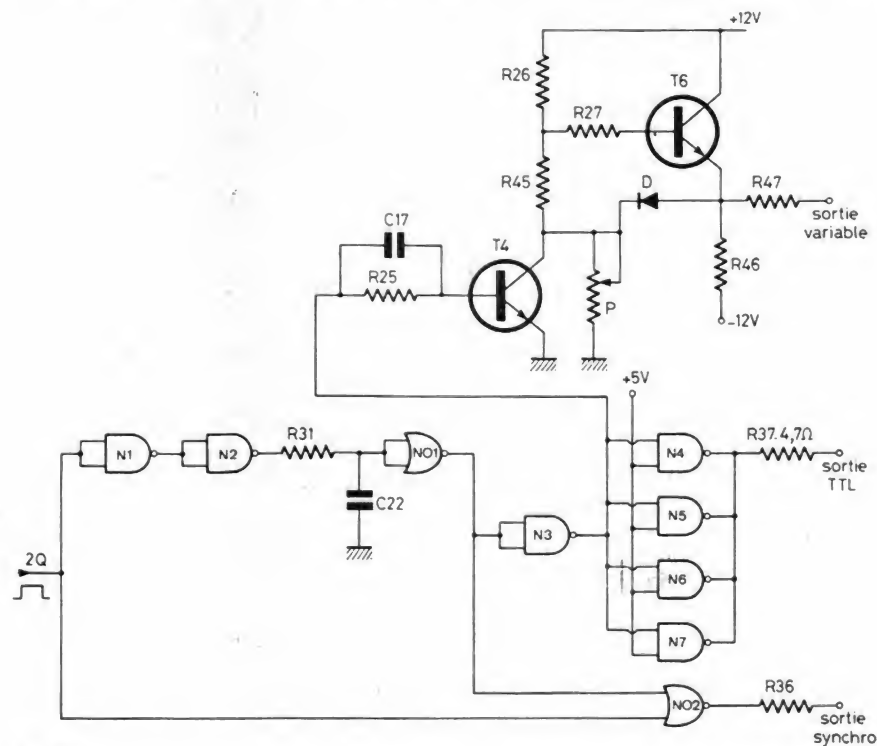 +12V
R26
T6
R27
R45
D
R47
sortie
variable
C17
T4
R25
R46
P
-12V
+5V
R31
N1
N2
NO1
N4
R37.4,7Ω
sortie
TTL
C22
N5
N3
2Q
N6
N7
NO2
R36
sortie
synchro